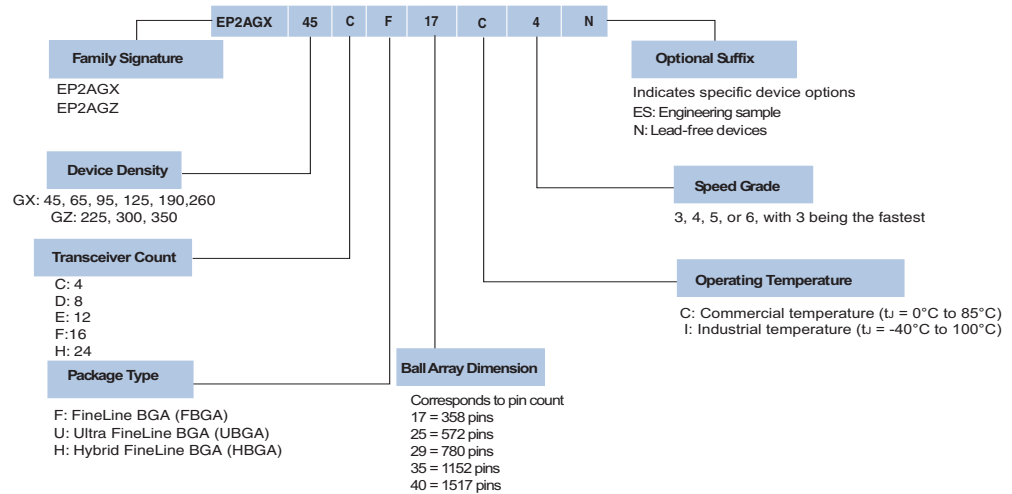 EP2AGX 45 C F 17 C 4 N
Family Signature
EP2AGX
EP2AGZ
Optional Suffix
Indicates specific device options
ES: Engineering sample
N: Lead-free devices
Device Density
GX: 45, 65, 95, 125, 190,260
GZ: 225, 300, 350
Speed Grade
3, 4, 5, or 6, with 3 being the fastest
Transceiver Count
C: 4
D: 8
E: 12
F:16
H: 24
Operating Temperature
C: Commercial temperature (tJ = 0°C to 85°C)
I: Industrial temperature (tJ = -40°C to 100°C)
Package Type
F: FineLine BGA (FBGA)
U: Ultra FineLine BGA (UBGA)
H: Hybrid FineLine BGA (HBGA)
Ball Array Dimension
Corresponds to pin count
17 = 358 pins
25 = 572 pins
29 = 780 pins
35 = 1152 pins
40 = 1517 pins